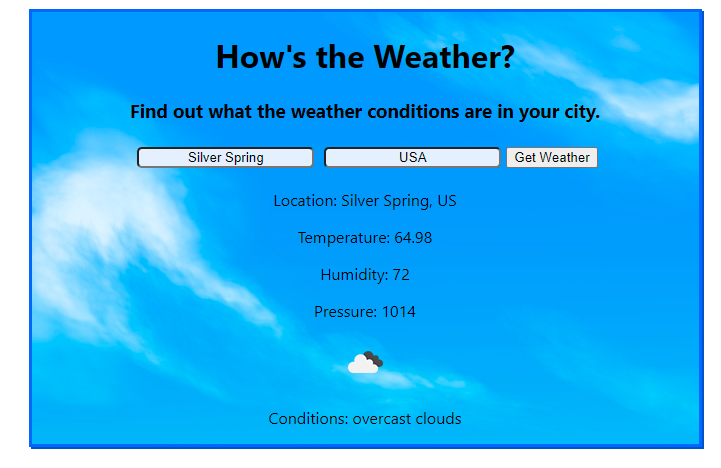 How's the Weather?
Find out what the weather conditions are in your city.
Silver Spring USA Get Weather
Location: Silver Spring, US
Temperature: 64.98
Humidity: 72
Pressure: 1014
Conditions: overcast clouds